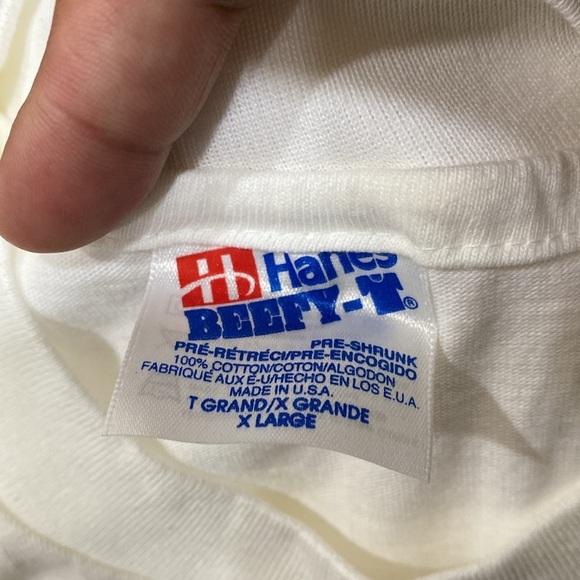 H Hanes
BEEFY-T®
PRE-SHRUNK
PRÉ-RÉTRÉCI/PRE-ENCOGIDO
100% COTTON/COTON/ALGODON
FABRIQUÉ AUX É-U/HECHO EN LOS E.U.A.
MADE IN U.S.A.
T GRAND/X GRANDE
X LARGE